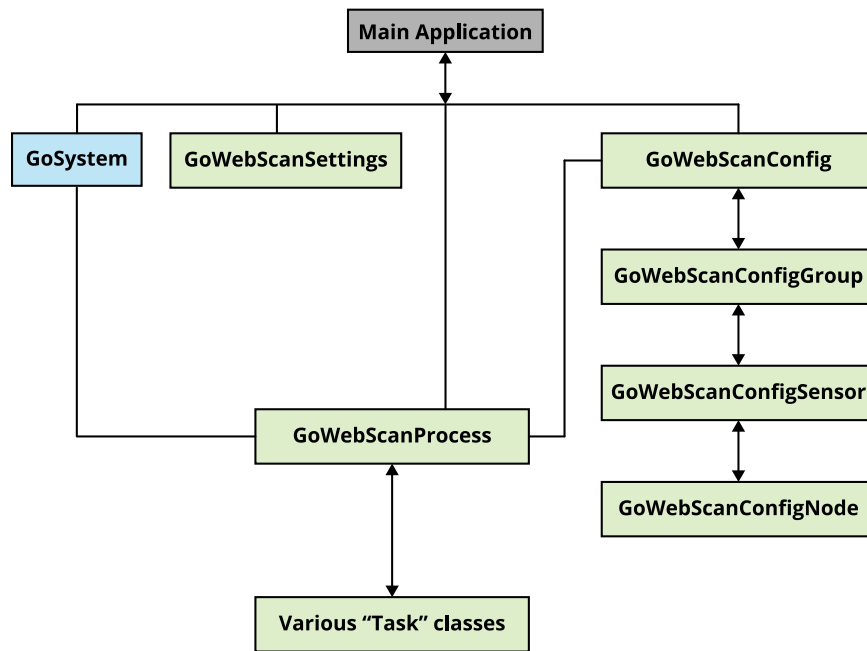 Main Application
GoSystem
GoWebScanSettings
GoWebScanConfig
GoWebScanConfigGroup
GoWebScanConfigSensor
GoWebScanProcess
GoWebScanConfigNode
Various “Task” classes